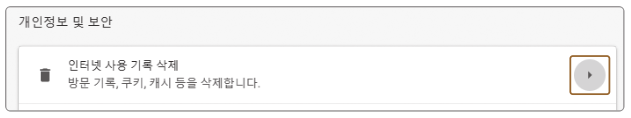 개인정보 및 보안
인터넷 사용 기록 삭제
방문 기록, 쿠키, 캐시 등을 삭제합니다.